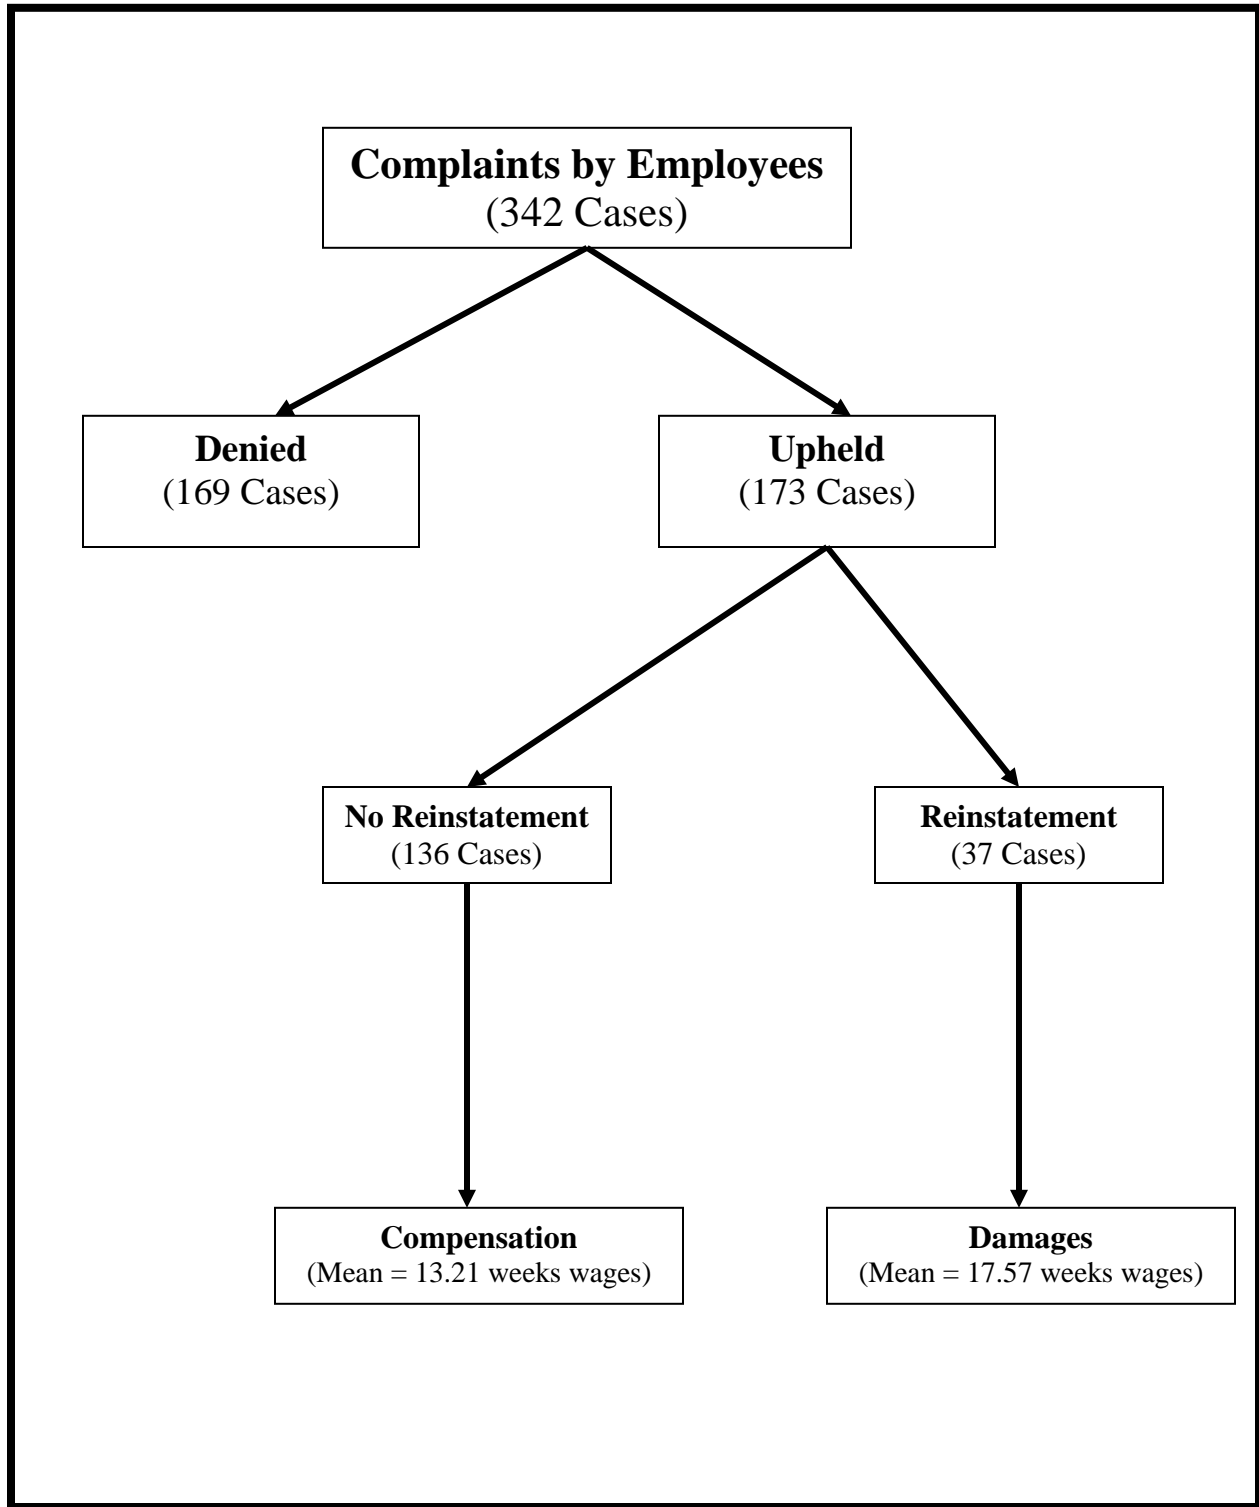 Complaints by Employees
(342 Cases)
Denied
(169 Cases)
Upheld
(173 Cases)
No Reinstatement
(136 Cases)
Reinstatement
(37 Cases)
Compensation
(Mean = 13.21 weeks wages)
Damages
(Mean = 17.57 weeks wages)